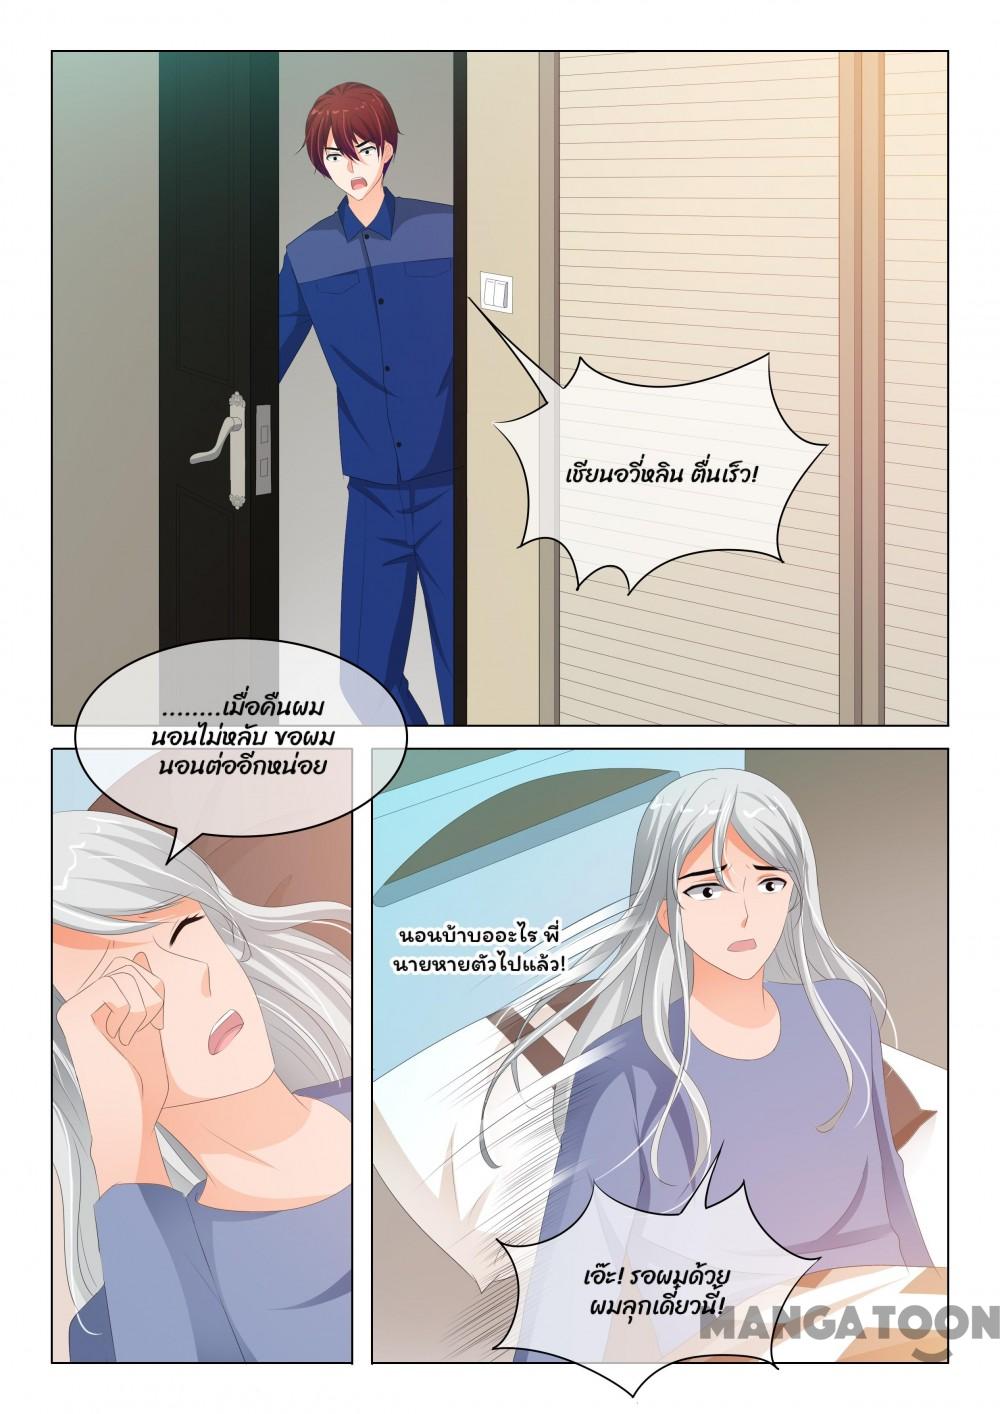 เซียนอวี่หลิน ตื่นเร็ว!
........เมื่อคืนผม
นอนไม่หลับ ขอผม
นอนต่ออีกหน่อย
นอนบ้าบออะไร พี่
นายหายตัวไปแล้ว!
เอ๊ะ! รอผมด้วย
ผมลุกเดี๋ยวนี้!
MANGATOON